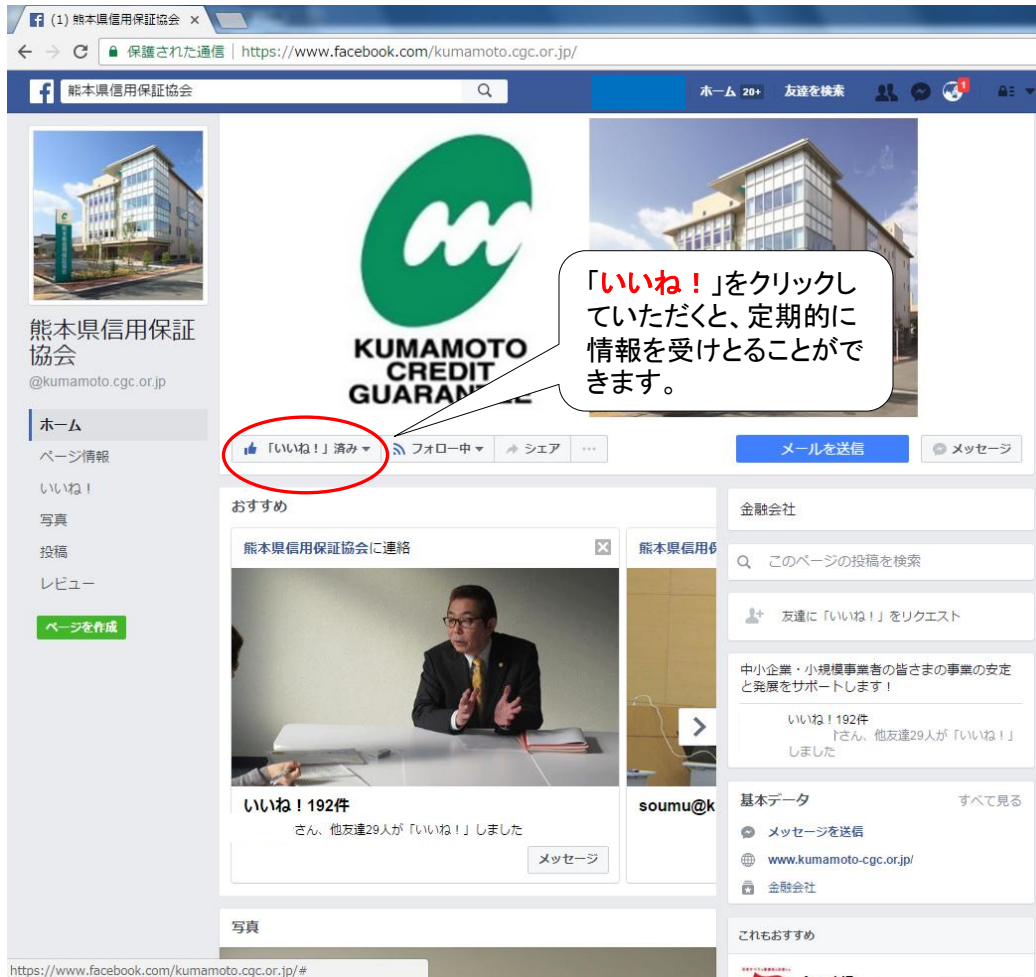 (1) 熊本県信用保証協会
保護された通信 | https://www.facebook.com/kumamoto.cgc.or.jp/
熊本県信用保証協会
ホーム 20+ 友達を検索 1
熊本県信用保証
協会
@kumamoto.cgc.or.jp
ホーム
ページ情報
いいね！
写真
投稿
レビュー
ページを作成
KUMAMOTO
CREDIT
「いいね！」をクリックし
ていただくと、定期的に
情報を受けとることがで
きます。
「いいね！」済み フォロー中 シェア ...
メールを送信 メッセージ
おすすめ
熊本県信用保証協会に連絡
いいね！192件
さん、他友達29人が「いいね！」しました
メッセージ
熊本県信用保
soumu@k
写真
金融会社
このページの投稿を検索
友達に「いいね！」をリクエスト
中小企業・小規模事業者の皆さまの事業の安定
と発展をサポートします！
いいね！192件
さん、他友達29人が「いいね！」
しました
基本データ すべて見る
メッセージを送信
www.kumamoto-cgc.or.jp/
金融会社
これもおすすめ
https://www.facebook.com/kumamoto.cgc.or.jp/#